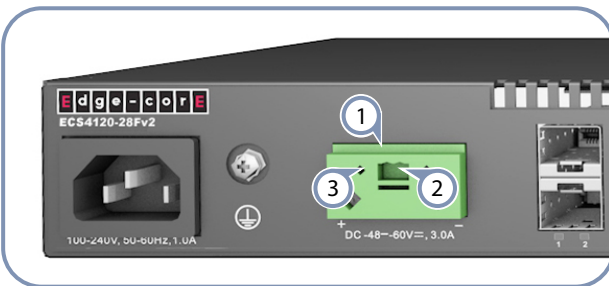 Edge-corE
ECS4120-28Fv2
1
3
2
100-240V, 50-60Hz, 1.0A
+
−
DC -48–-60V⎓, 3.0A
1 2